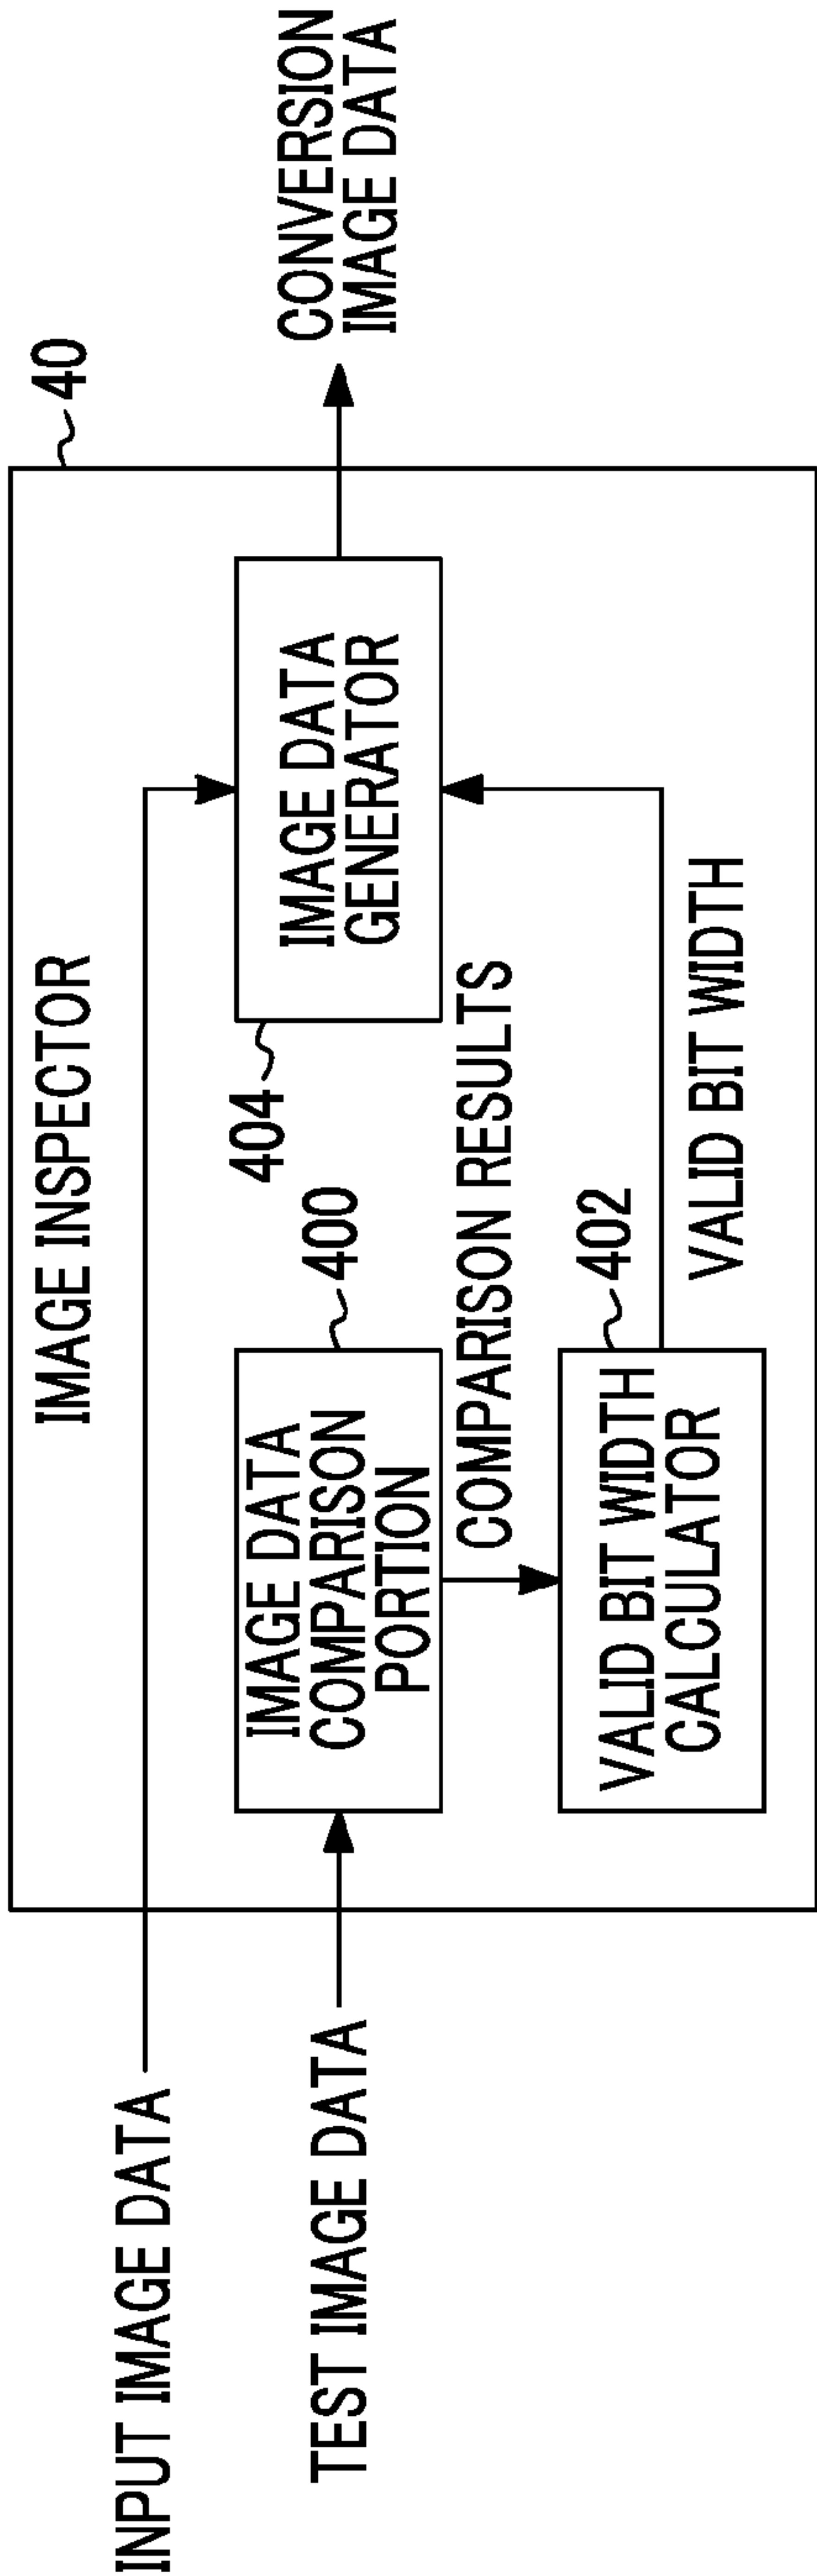 INPUT IMAGE DATA
TEST IMAGE DATA
IMAGE INSPECTOR
40
IMAGE DATA
COMPARISON
PORTION
400
COMPARISON RESULTS
VALID BIT WIDTH
CALCULATOR
402
VALID BIT WIDTH
404
IMAGE DATA
GENERATOR
CONVERSION
IMAGE DATA